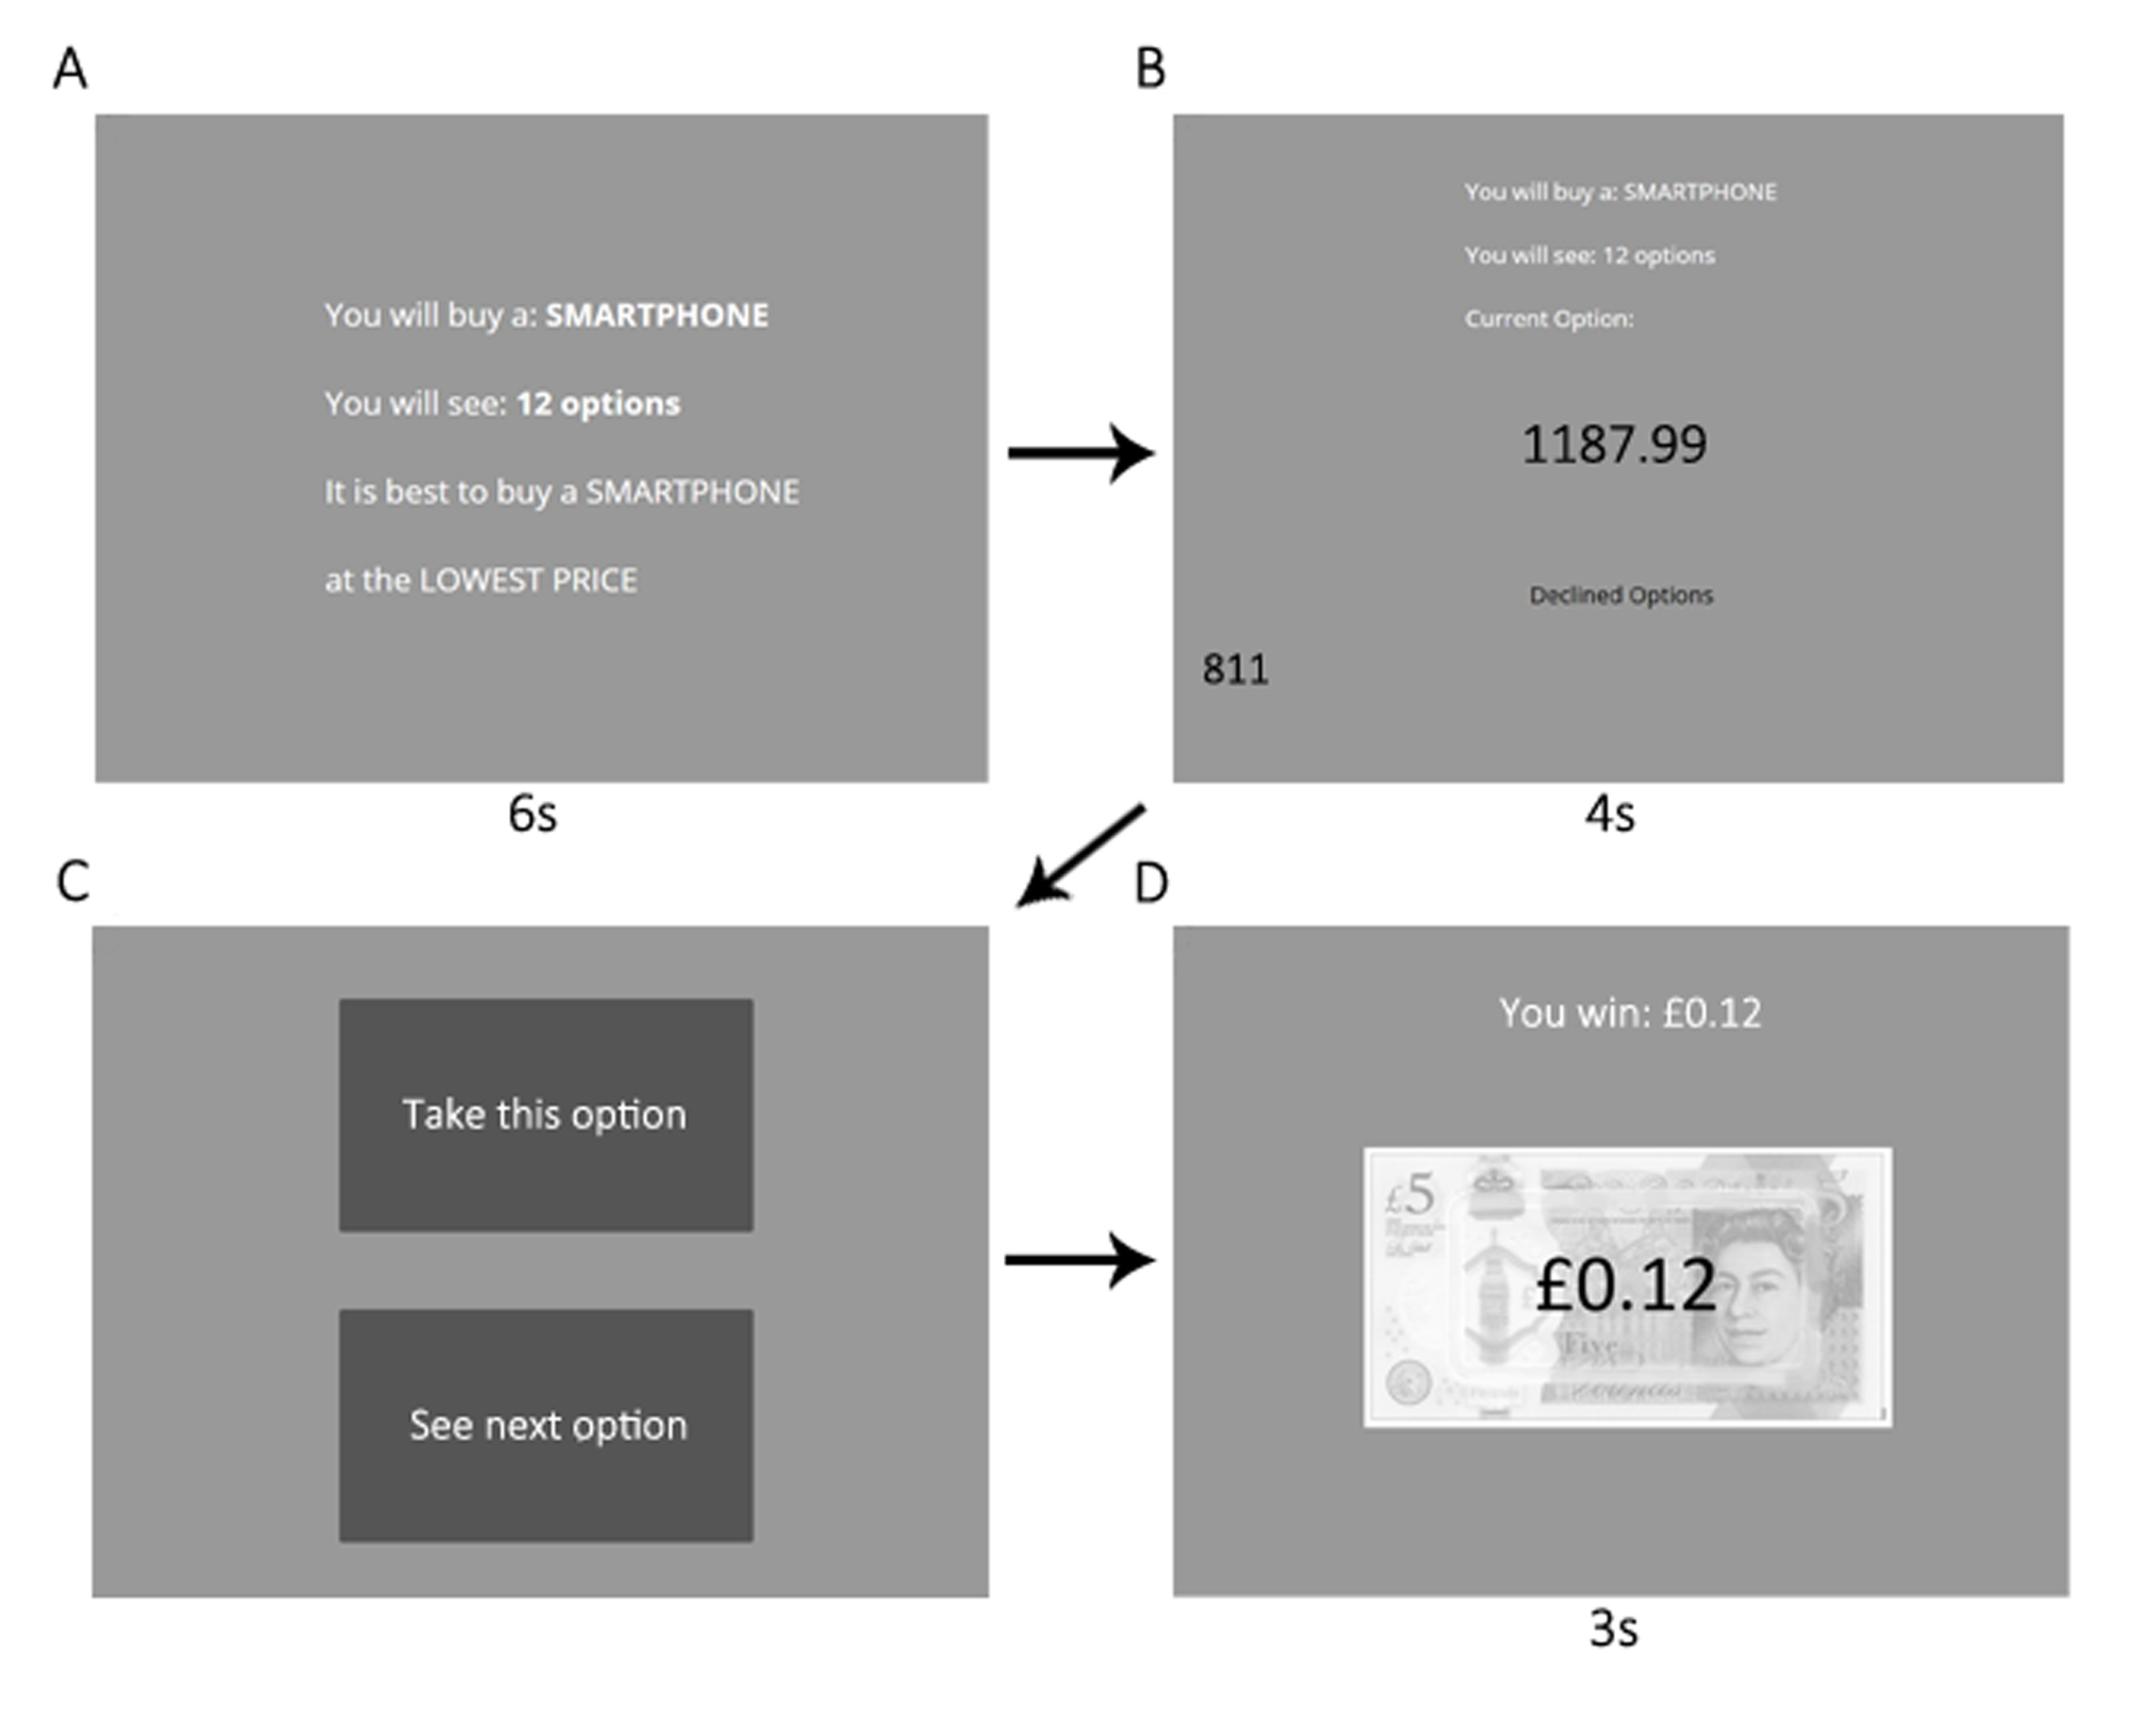 A
You will buy a: SMARTPHONE
You will see: 12 options
It is best to buy a SMARTPHONE
at the LOWEST PRICE
6s
B
You will buy a: SMARTPHONE
You will see: 12 options
Current Option:
1187.99
Declined Options
811
4s
C
Take this option
See next option
D
You win: £0.12
£5
£0.12
Five
3s